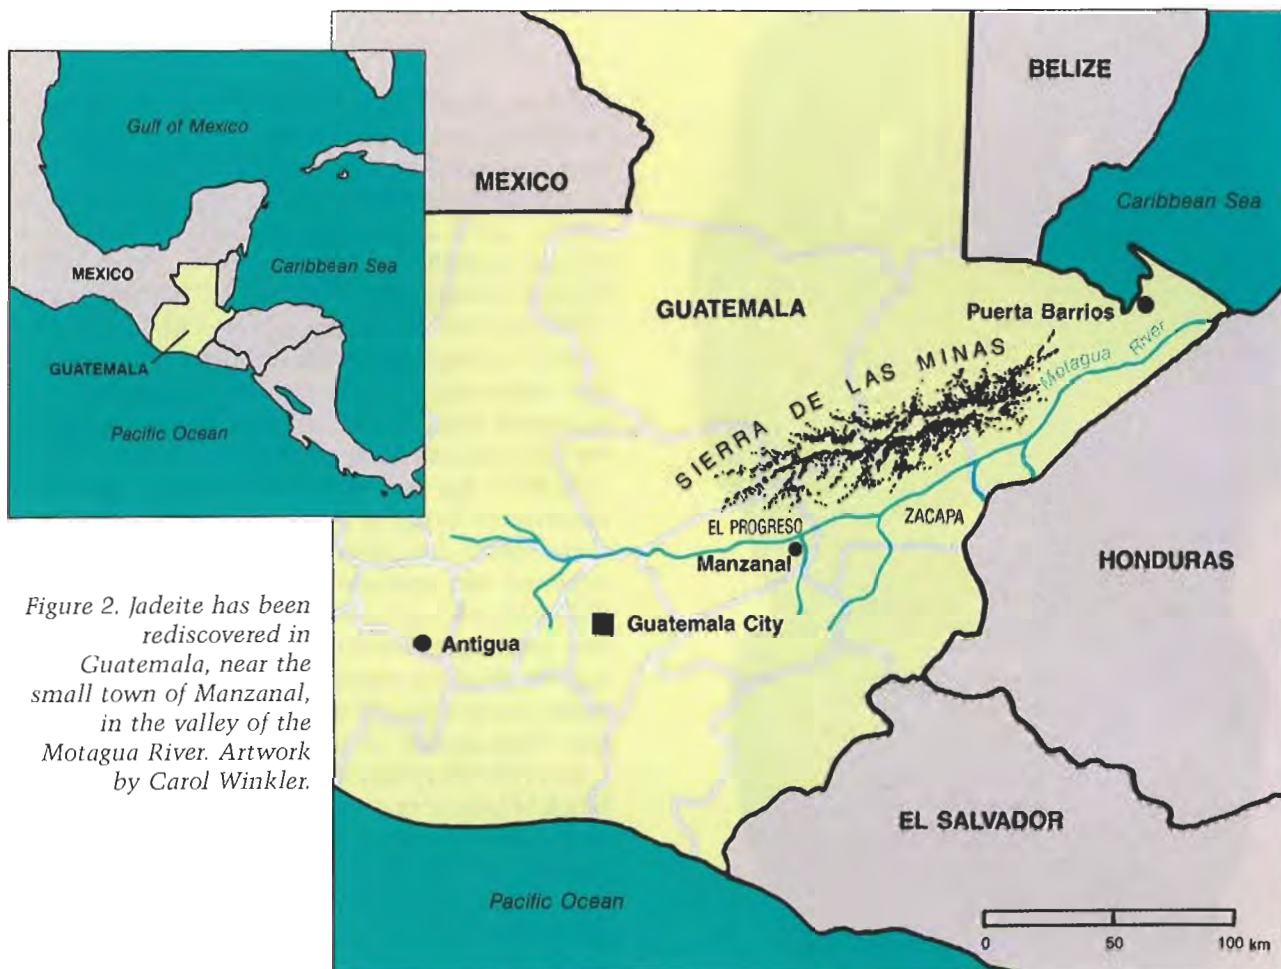 Gulf of Mexico
MEXICO
Caribbean Sea
GUATEMALA
Pacific Ocean
BELIZE
MEXICO
Caribbean Sea
GUATEMALA
Puerta Barrios
Motagua River
SIERRA DE LAS MINAS
EL PROGRESO
ZACAPA
Manzanal
HONDURAS
Guatemala City
Antigua
EL SALVADOR
Pacific Ocean
0 50 100 km
Figure 2. Jadeite has been
rediscovered in
Guatemala, near the
small town of Manzanal,
in the valley of the
Motagua River. Artwork
by Carol Winkler.